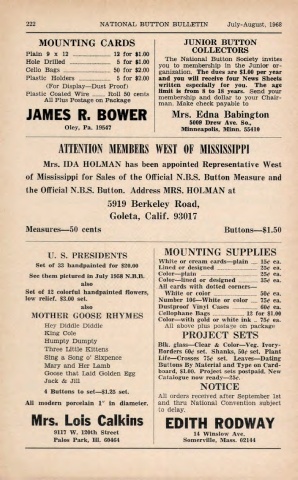 222 NATIONAL BUTTON BULLETIN July-August, 1968
MOUNTING CARDS
Plain 9 x 12 12 for $1.00
Hole Drilled 5 for $1.00
Cello Bags 50 for $2.00
Plastic Holders 5 for $2.00
(For Display—Dust Proof)
Plastic Coated Wire Roll 50 cents
All Plus Postage on Package
JAMES R. BOWER
Oley, Pa. 19547
JUNIOR BUTTON
COLLECTORS
The National Button Society invites
you to membership in the Junior or-
ganization. The dues are $1.00 per year
and you will receive four News Sheets
written especially for you. The age
limit is from 8 to 18 years. Send your
membership and dollar to your Chair-
man. Make check payable to
Mrs. Edna Babington
5009 Drew Ave. So.,
Minneapolis, Minn. 55410
ATTENTION MEMBERS WEST OF MISSISSIPPI
Mrs. IDA HOLMAN has been appointed Representative West
of Mississippi for Sales of the Official N.B.S. Button Measure and
the Official N.B.S. Button. Address MRS. HOLMAN at
5919 Berkeley Road,
Goleta, Calif. 93017
Measures—50 cents Buttons—$1.50
U. S. PRESIDENTS
Set of 33 handpainted for $20.00
See them pictured in July 1958 N.B.B.
also
Set of 12 colorful handpainted flowers,
low relief. $3.00 set.
also
MOTHER GOOSE RHYMES
Hey Diddle Diddle
King Cole
Humpty Dumpty
Three Little Kittens
Sing a Song o' Sixpence
Mary and Her Lamb
Goose that Laid Golden Egg
Jack & Jill
4 Buttons to set—$1.25 set.
All modern porcelain 1" in diameter.
Mrs. Lois Calkins
9117 W. 120th Street
Palos Park, Ill. 60464
MOUNTING SUPPLIES
White or cream cards—plain 15c ea.
Lined or designed 22c ea.
Color—plain 22c ea.
Color—lined or designed 35c ea.
All cards with dotted corners—
White or color 50c ea.
Number 106—White or color 75c ea.
Dustproof Vinyl Cases 60c ea.
Cellophane Bags 12 for $1.00
Color—with gold or white ink 75c ea.
All above plus postage on package
PROJECT SETS
Blk. glass—Clear & Color—Veg. Ivory-
Borders 60c set. Shanks, 50c set. Plant
Life—Crosses 75c set. Leaves—Dating
Buttons By Material and Type on Card-
board, $1.00. Project sets postpaid. New
Catalogue now ready—25c.
NOTICE
All orders received after September 1st
and thru National Convention subject
to delay.
EDITH RODWAY
14 Winslow Ave.
Somerville, Mass. 02144